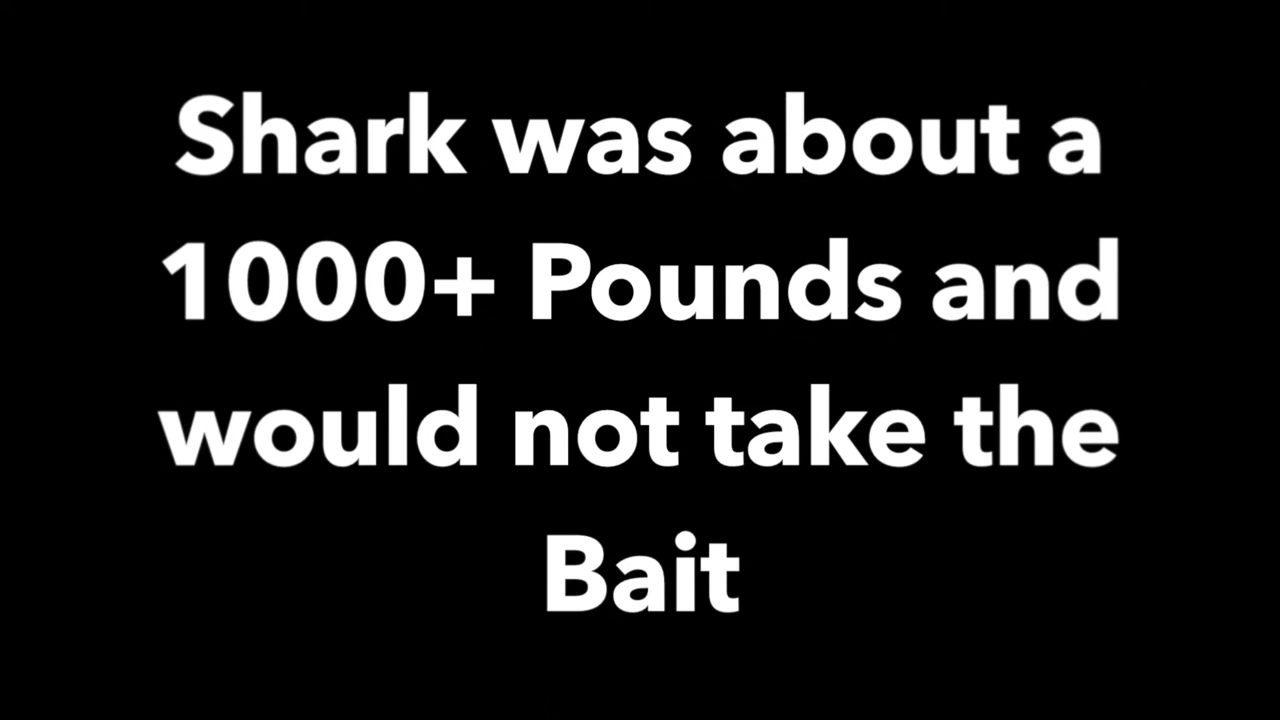 Shark was about a
1000+ Pounds and
would not take the
Bait